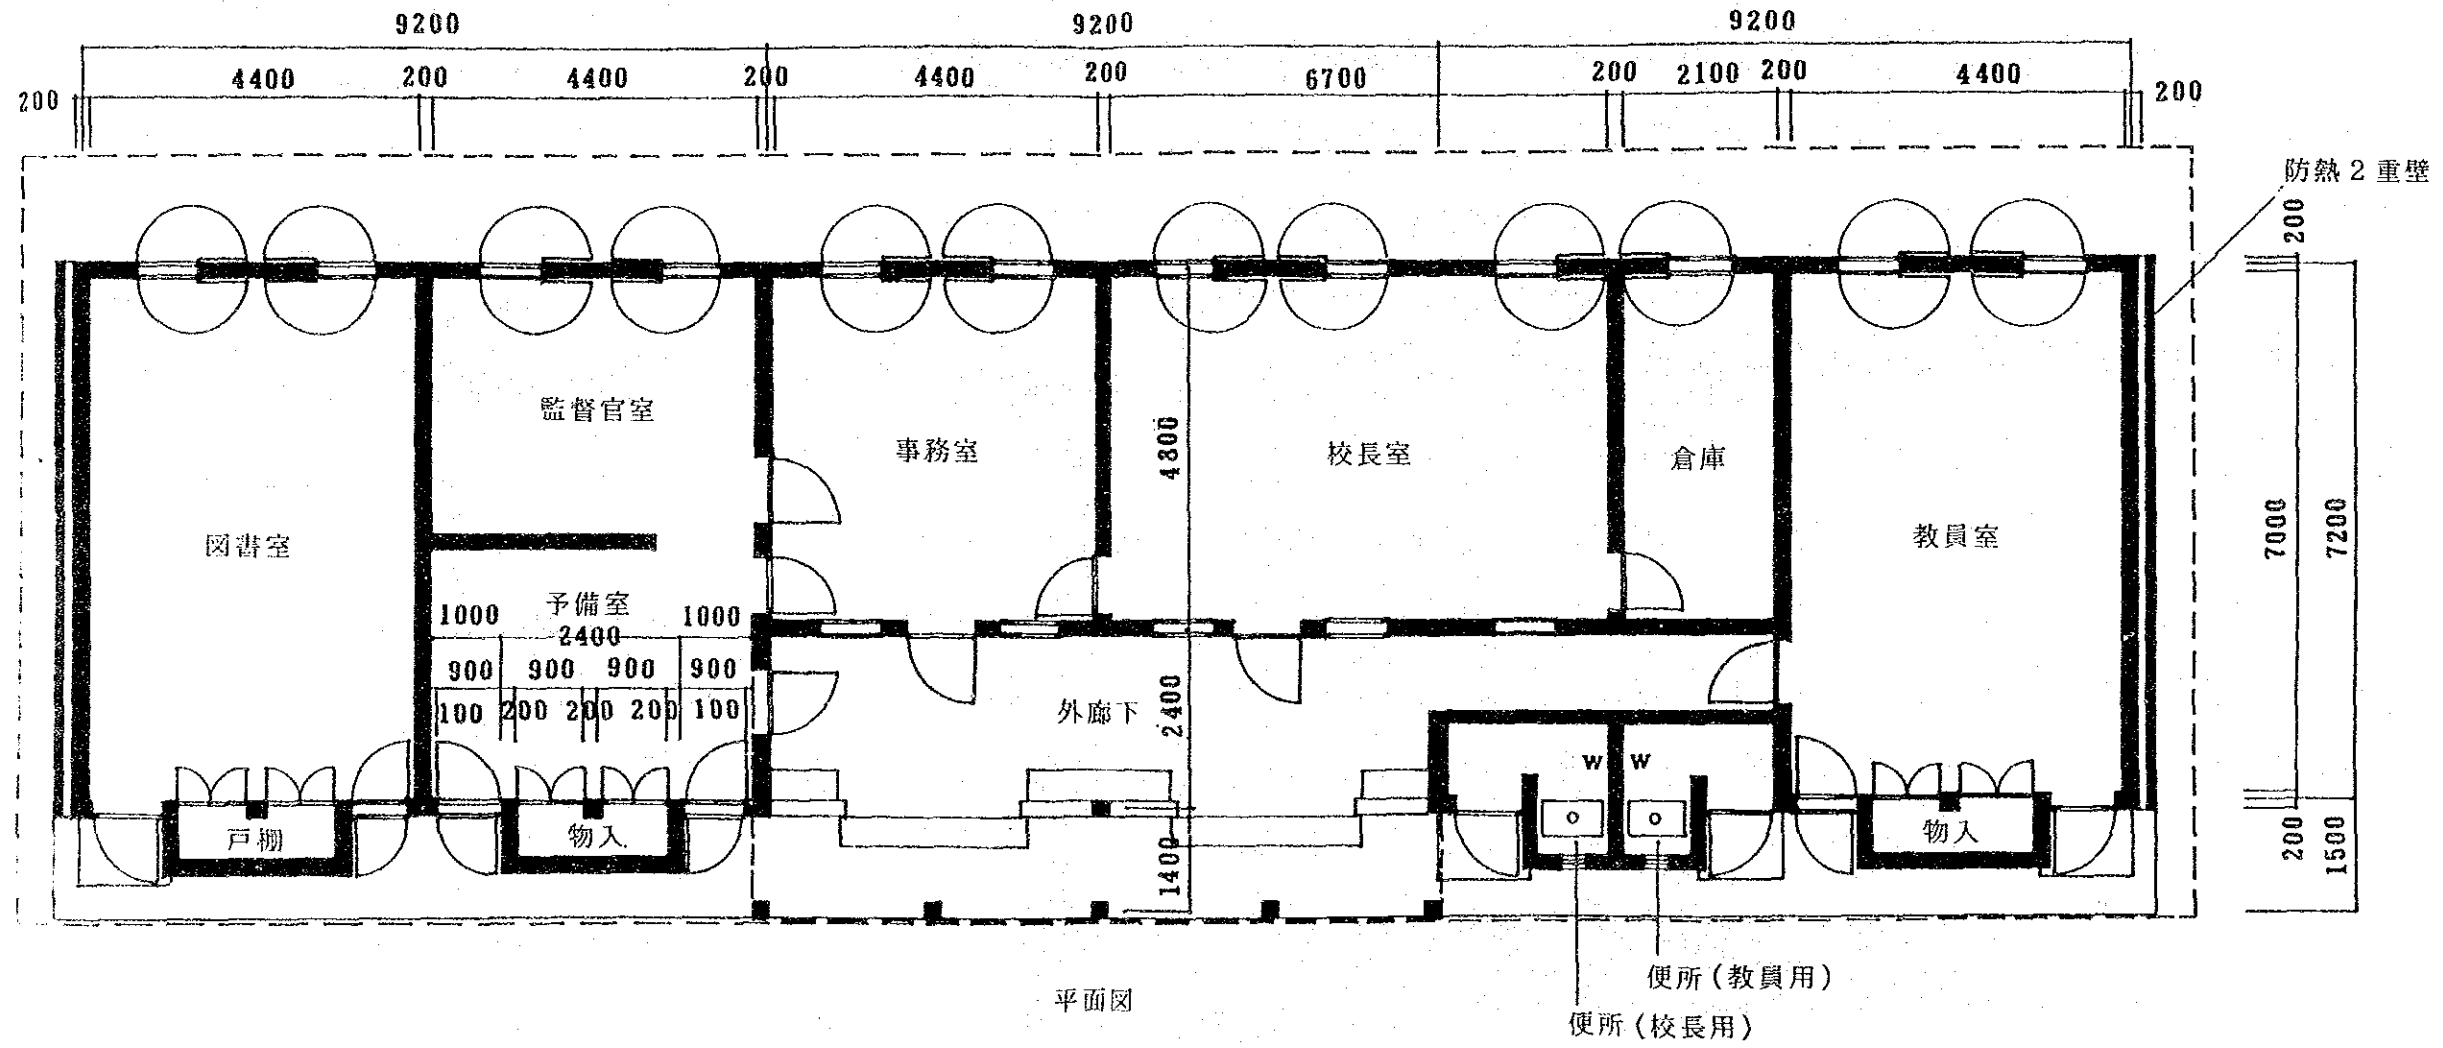 9200 9200 9200
200 4400 200 4400 200 4400 200 6700 200 2100 200 4400 200
防熱2重壁
200
監督官室
事務室
校長室
倉庫
4800
図書室
教員室
7000
7200
予備室
1000 1000
2400
900 900 900 900
100 200 200 200 100
外廊下
2400
W W
戸棚
物入
物入
1400
200
1500
便所(教員用)
平面図
便所(校長用)